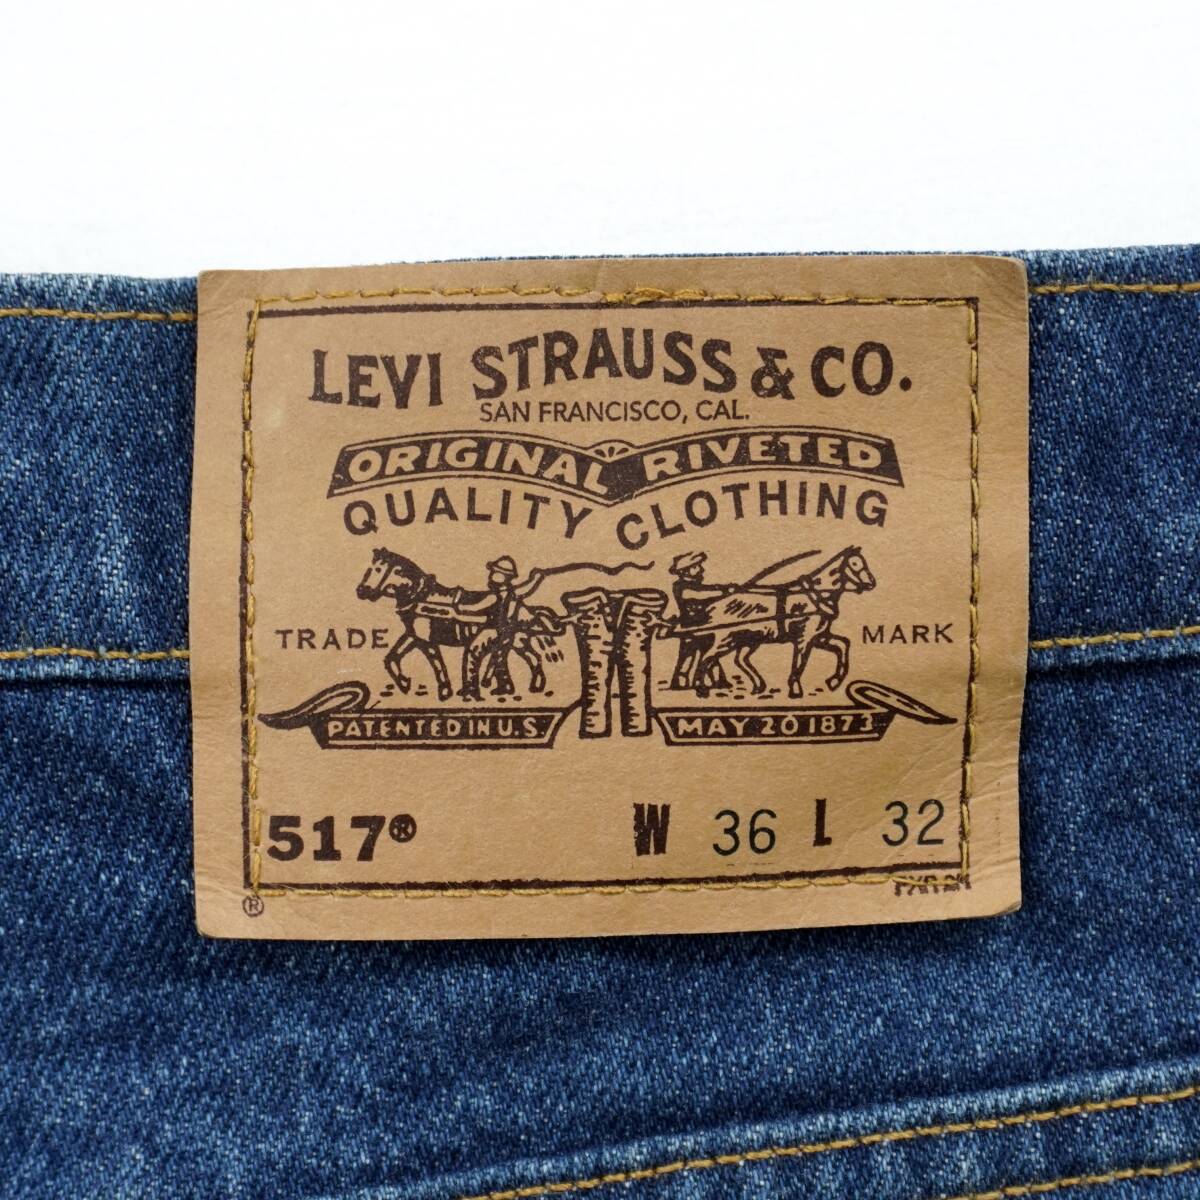 LEVI STRAUSS & CO.
SAN FRANCISCO, CAL.
ORIGINAL RIVETED
QUALITY CLOTHING
TRADE MARK
PATENTED IN U.S. MAY 20 1873
517® W 36 L 32
®